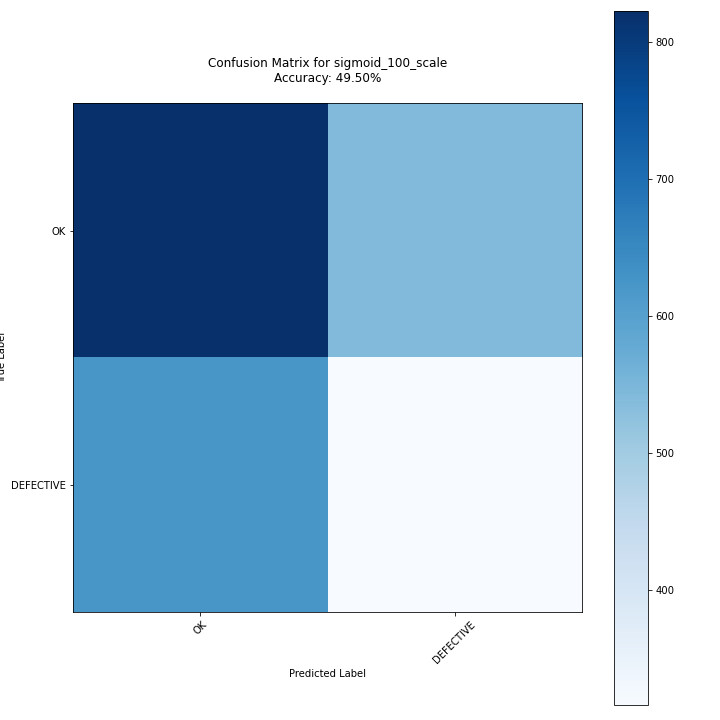 Confusion Matrix for sigmoid_100_scale
Accuracy: 49.50%
OK
DEFECTIVE
OK
DEFECTIVE
Predicted Label
800
700
600
500
400